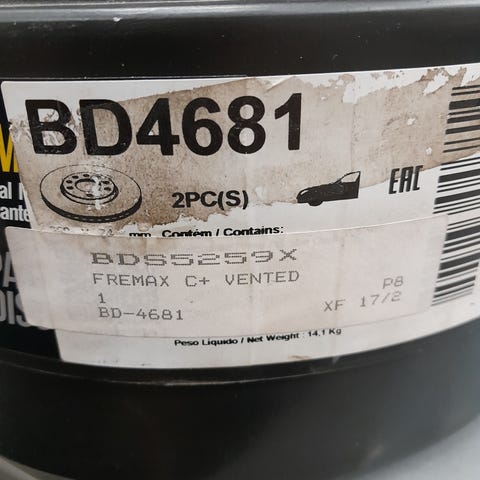 BD4681
2PC(S)
EAC
mm Contém / Contains:
BDS5259X
FREMAX C+ VENTED
1
P8
BD-4681
XF 17/2
Peso Líquido / Net Weight : 14,1 Kg